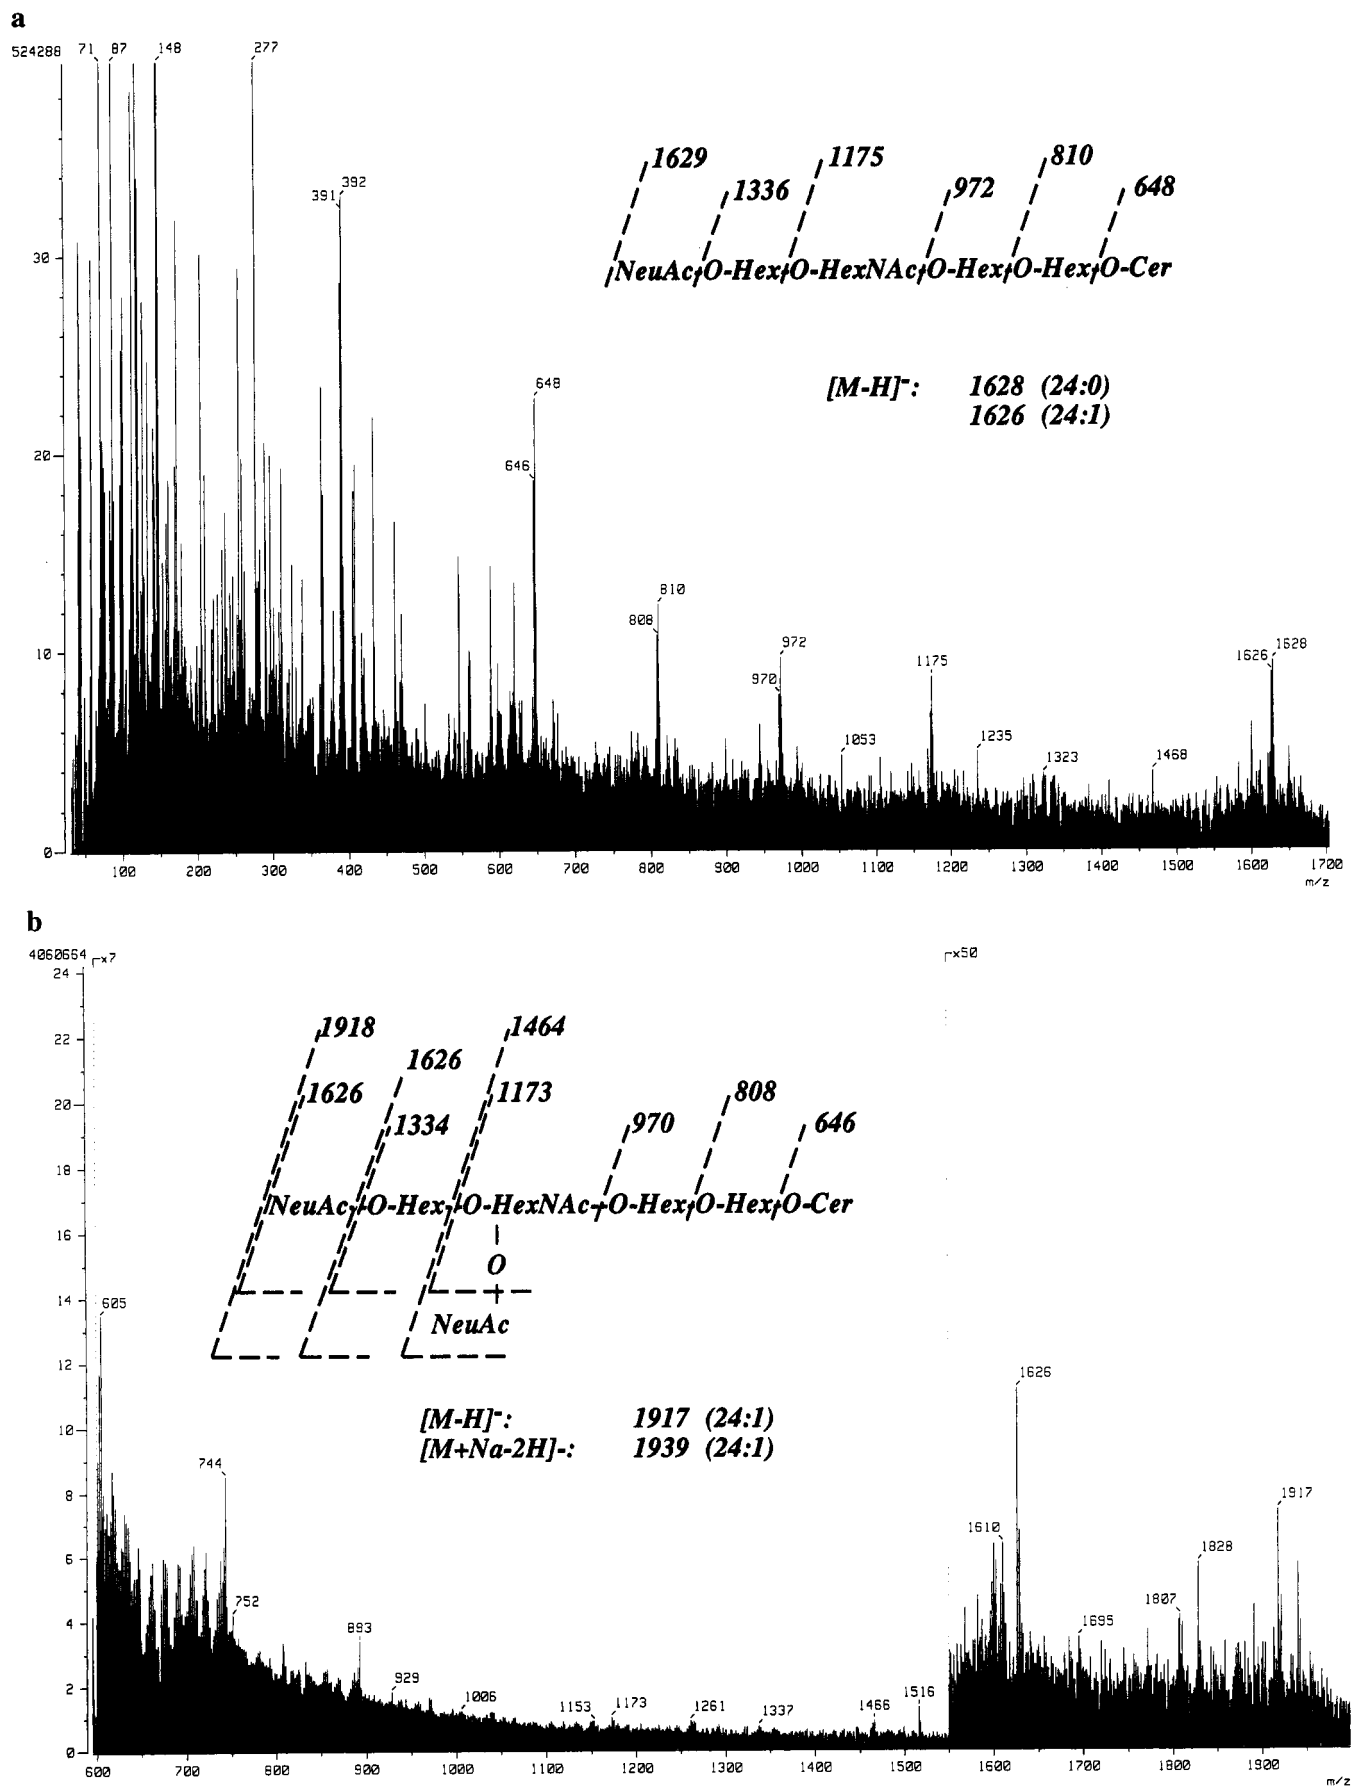 a
524288 71 87 148 277
1629 1175 810
1336 972 648
392
391
NeuAc O-Hex O-HexNAc O-Hex O-Hex O-Cer
30
[M-H]-: 1628 (24:0)
1626 (24:1)
648
646
20
810
808
972
970
1175
1628
1626
10
1053 1235 1323 1468
0
100 200 300 400 500 600 700 800 900 1000 1100 1200 1300 1400 1500 1600 1700
m/z
b
4060664 x7 x50
24
1918 1464
22
1626
1626 1173 808
20
1334 970 646
18
NeuAc-O-Hex-O-HexNAc-O-Hex-O-Hex-O-Cer
16
O
14
605
NeuAc
12
1626
[M-H]-: 1917 (24:1)
10
[M+Na-2H]-: 1939 (24:1)
744
8
1917
1610
6
1828
752
4
1807
893
1695
929
2
1006 1153 1173 1261 1337 1466 1516
0
600 700 800 900 1000 1100 1200 1300 1400 1500 1600 1700 1800 1900
m/z